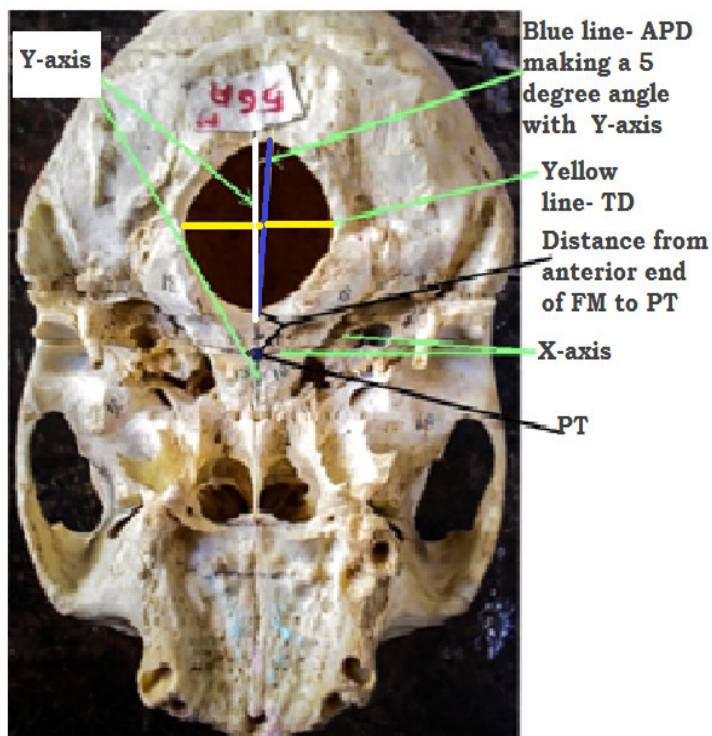 Y-axis
Blue line- APD
making a 5
degree angle
with Y-axis
Yellow
line- TD
Distance from
anterior end
of FM to PT
X-axis
PT